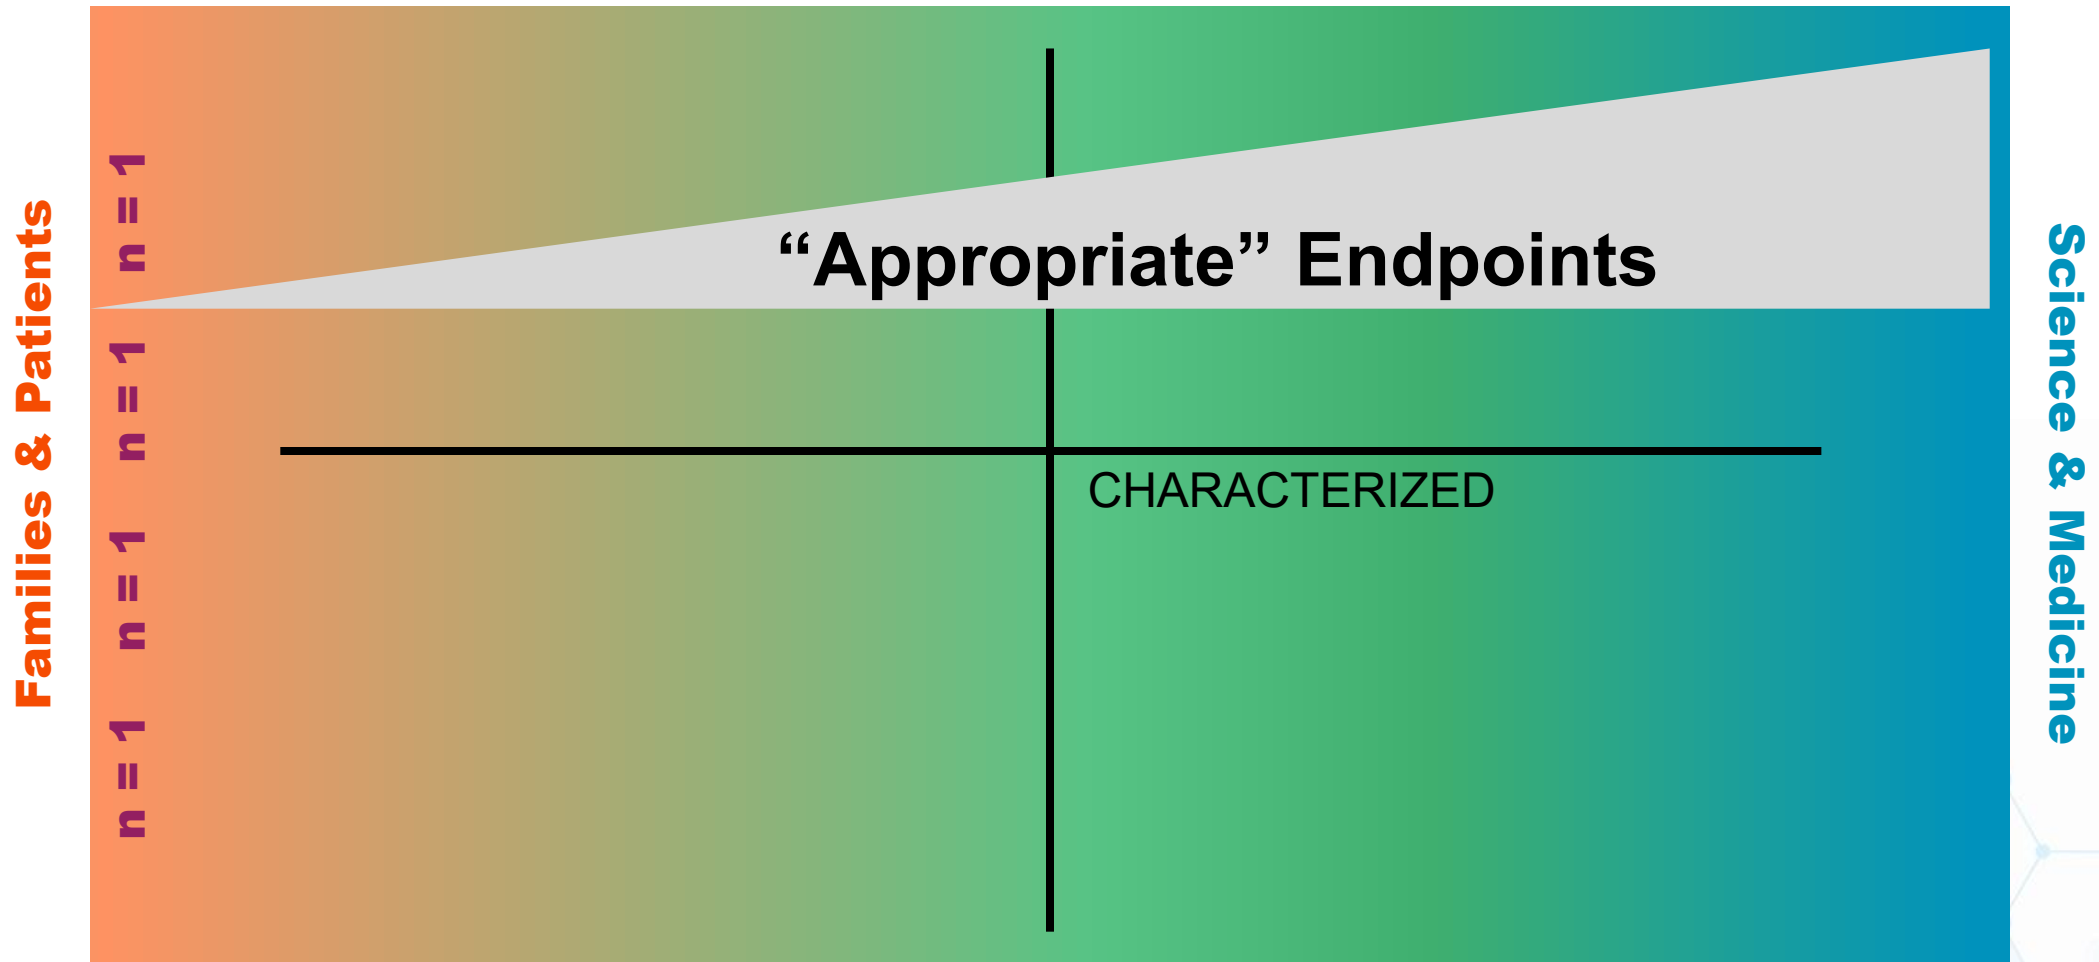 Families & Patients
n = 1 n = 1 n = 1 n = 1
“Appropriate” Endpoints
CHARACTERIZED
Science & Medicine